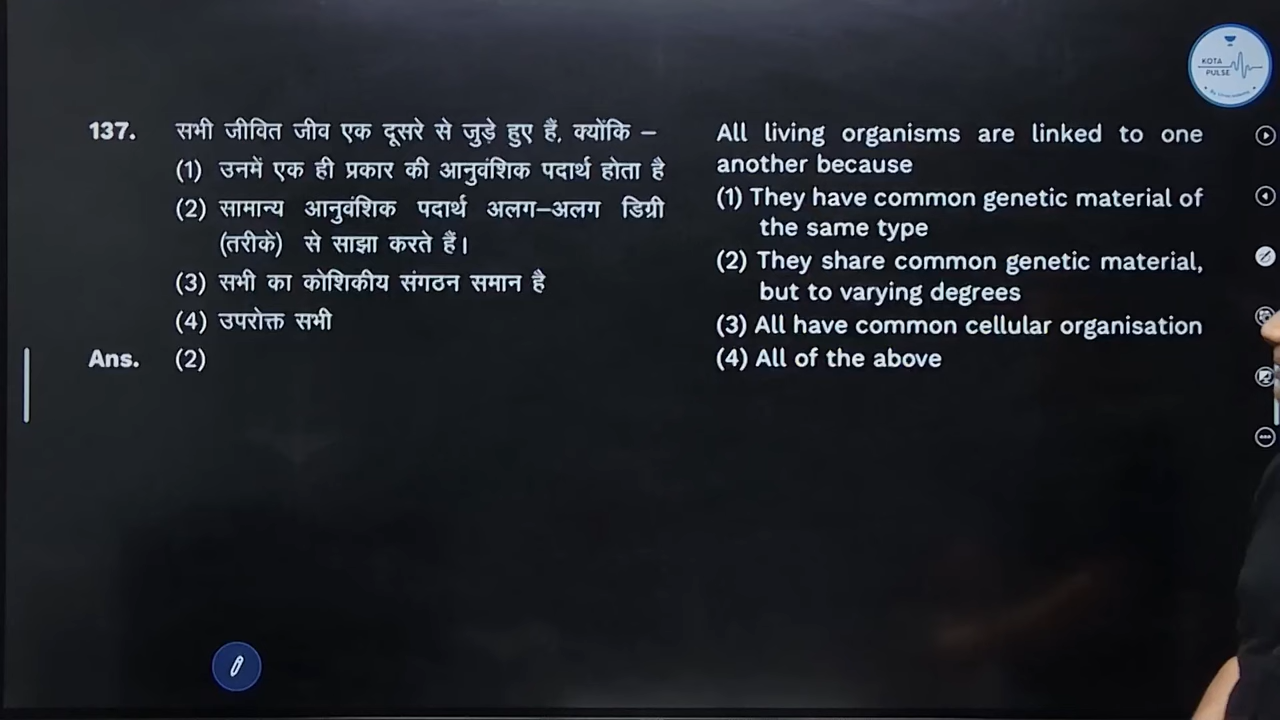 KOTA
PULSE
137. सभी जीवित जीव एक दूसरे से जुड़े हुए हैं, क्योंकि –
(1) उनमें एक ही प्रकार की आनुवंशिक पदार्थ होता है
(2) सामान्य आनुवंशिक पदार्थ अलग–अलग डिग्री
(तरीके) से साझा करते हैं।
(3) सभी का कोशिकीय संगठन समान है
(4) उपरोक्त सभी
Ans. (2)
All living organisms are linked to one
another because
(1) They have common genetic material of
the same type
(2) They share common genetic material,
but to varying degrees
(3) All have common cellular organisation
(4) All of the above